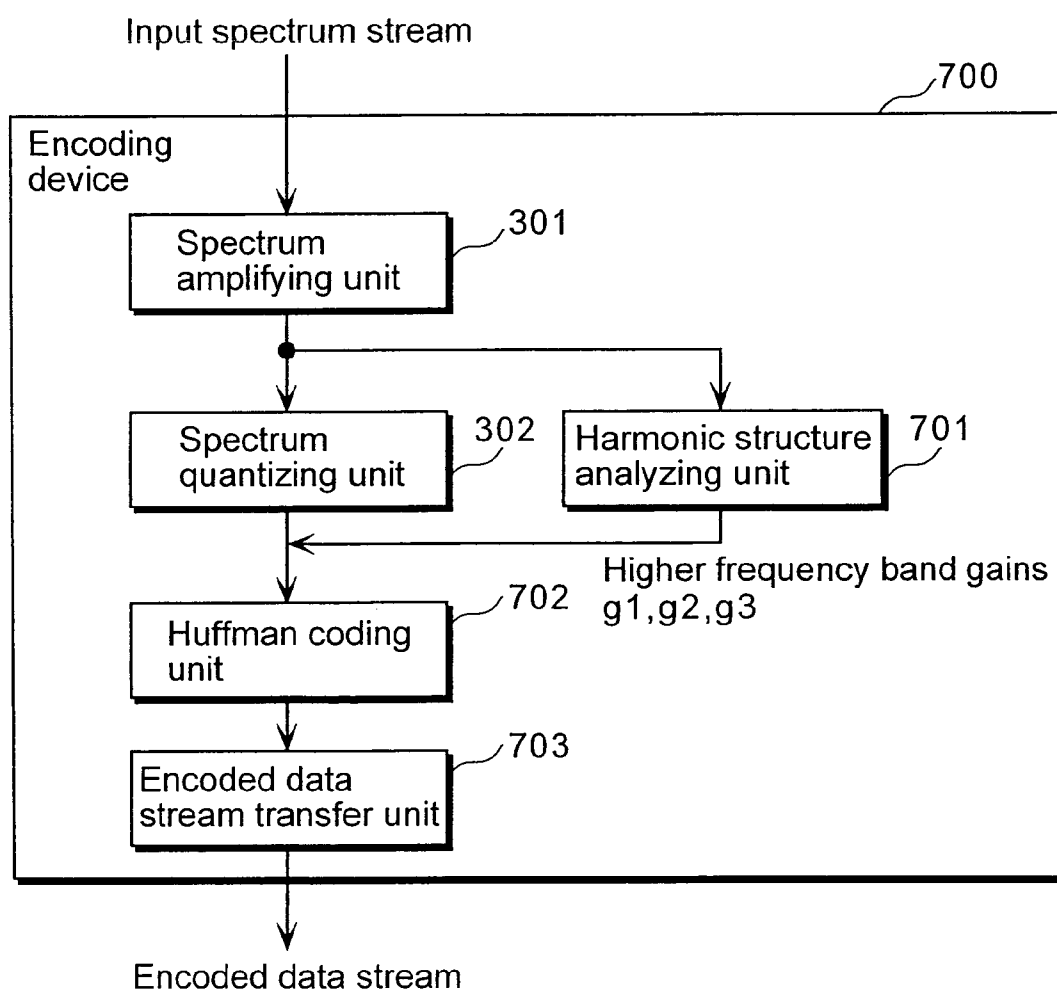 Input spectrum stream
700
Encoding
device
301
Spectrum
amplifying unit
302
Spectrum
quantizing unit
701
Harmonic structure
analyzing unit
Higher frequency band gains
g1,g2,g3
702
Huffman coding
unit
703
Encoded data
stream transfer unit
Encoded data stream